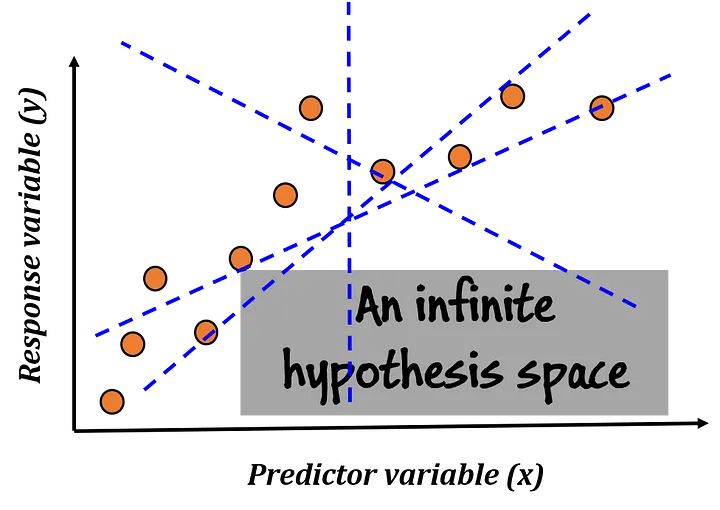 Response variable (y)
An infinite
hypothesis space
Predictor variable (x)